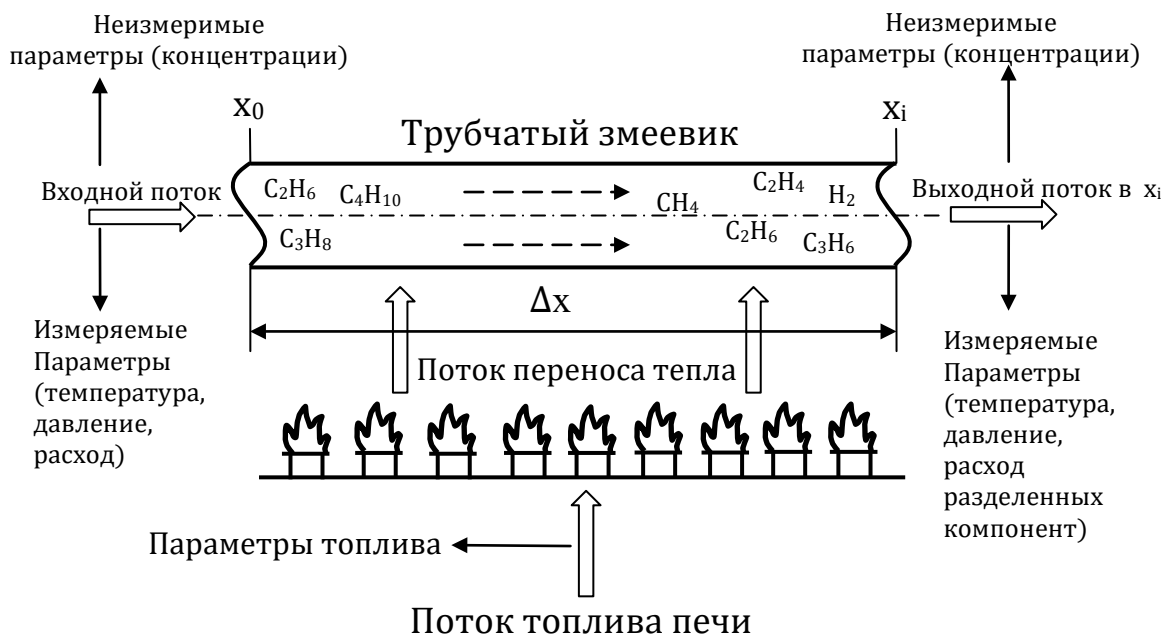 Неизмеримые
параметры (концентрации)
Неизмеримые
параметры (концентрации)
x₀
xᵢ
Трубчатый змеевик
Входной поток
C₂H₆
C₄H₁₀
C₃H₈
CH₄
C₂H₄
H₂
C₂H₆
C₃H₆
Выходной поток в xᵢ
Δx
Измеряемые
Параметры
(температура,
давление,
расход)
Поток переноса тепла
Измеряемые
Параметры
(температура,
давление,
расход
разделенных
компонент)
Параметры топлива
Поток топлива печи